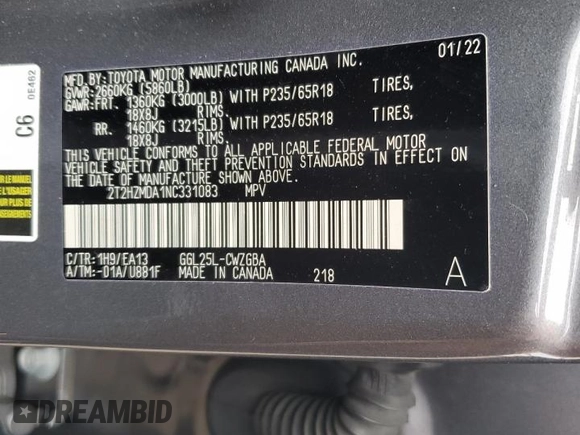 MFD.BY:TOYOTA MOTOR MANUFACTURING CANADA INC. 01/22
GVWR:2660KG (5860LB)
GAWR:FRT. 1360KG (3000LB) WITH P235/65R18 TIRES,
18X8J RIMS.
RR. 1460KG (3215LB) WITH P235/65R18 TIRES,
18X8J RIMS.
THIS VEHICLE CONFORMS TO ALL APPLICABLE FEDERAL MOTOR
VEHICLE SAFETY AND THEFT PREVENTION STANDARDS IN EFFECT
ON THE DATE OF MANUFACTURE SHOWN ABOVE.
2T2HZMDA1NC331083 MPV
C/TR:1H9/EA13 GGL25L-CWZGBA
A/TM:-01A/U881F MADE IN CANADA 218 A
C6
0E462
L'USAGER
DREAMBID